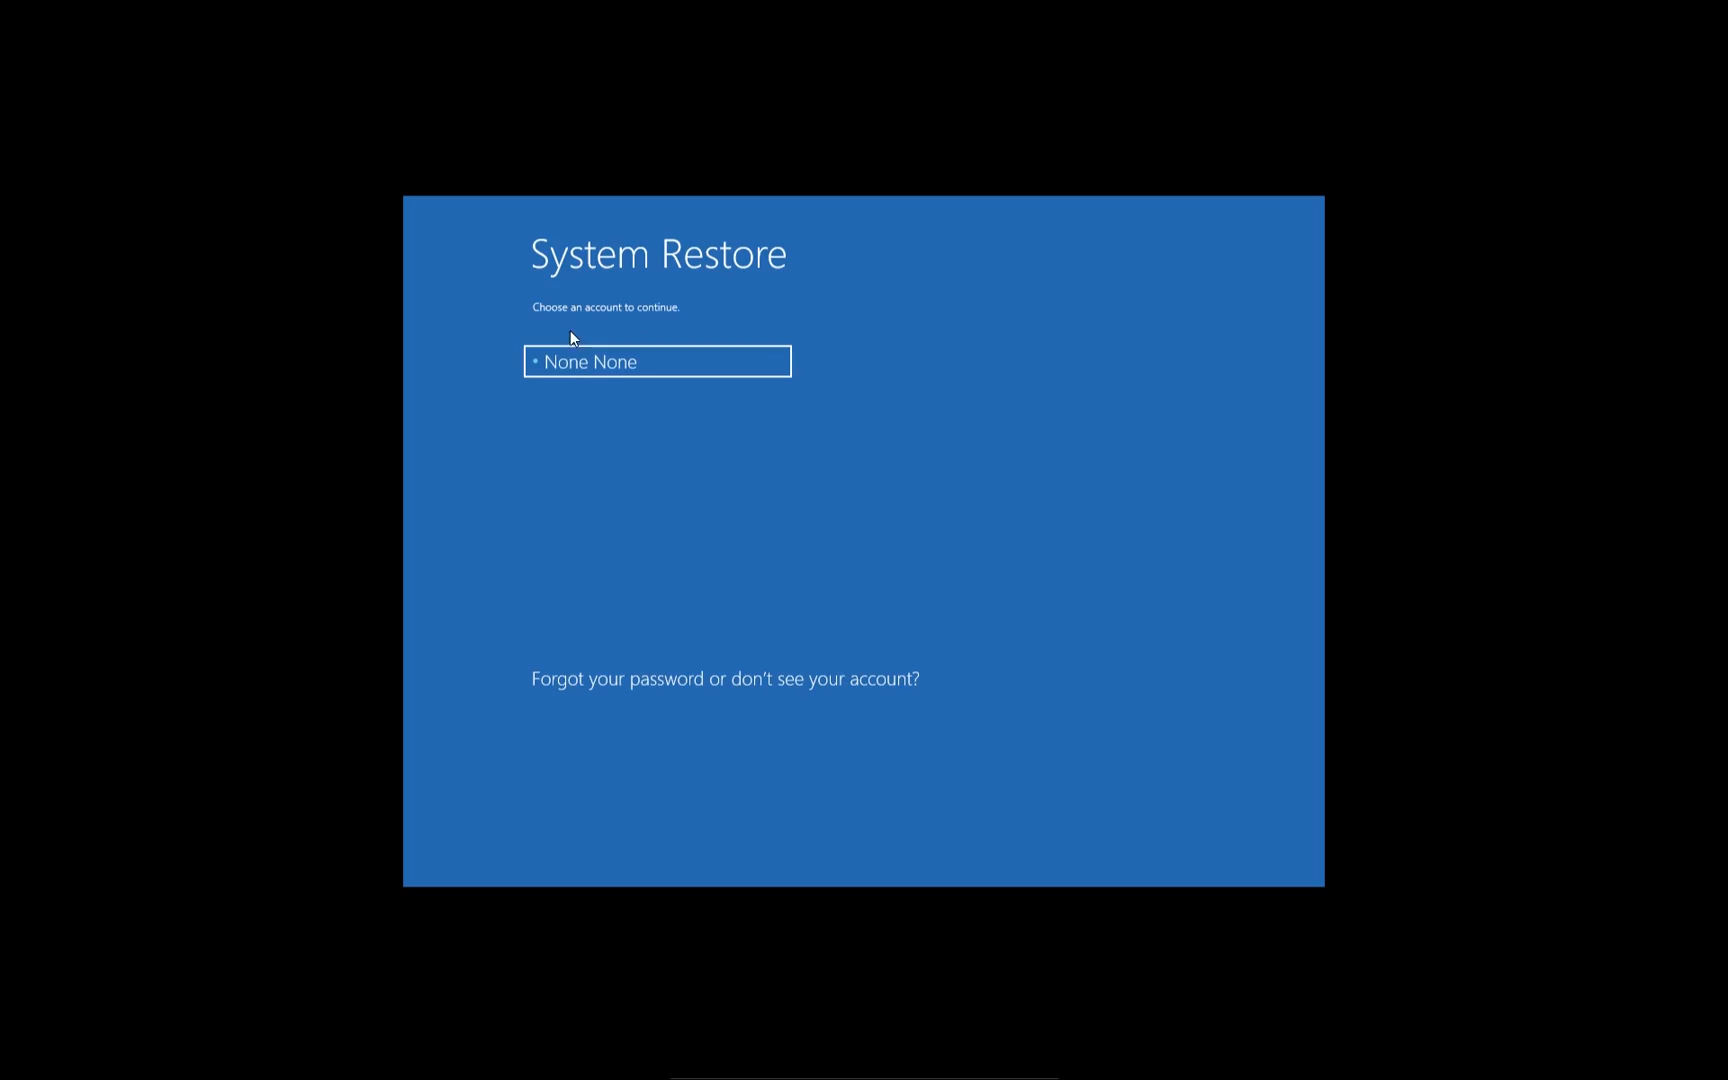 System Restore
Choose an account to continue.
None None
Forgot your password or don't see your account?